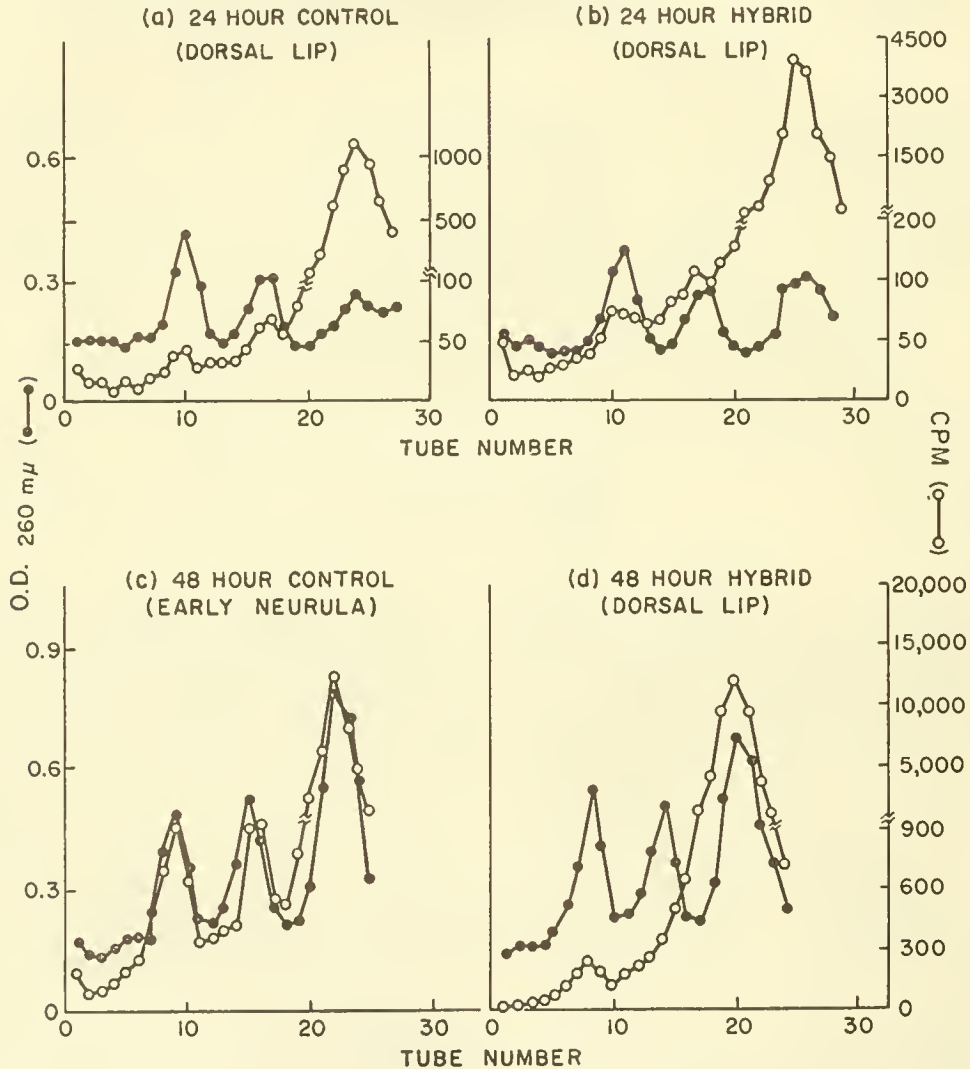 (a) 24 HOUR CONTROL
(DORSAL LIP)
(b) 24 HOUR HYBRID
(DORSAL LIP)
0.6
0.3
0
1000
500
100
50
0 10 20 30
4500
3000
1500
200
100
50
0
0 10 20 30
TUBE NUMBER
O.D. 260 mμ
CPM
(c) 48 HOUR CONTROL
(EARLY NEURULA)
(d) 48 HOUR HYBRID
(DORSAL LIP)
0.9
0.6
0.3
0
0 10 20 30
20,000
15,000
10,000
5,000
900
600
300
0
0 10 20 30
TUBE NUMBER